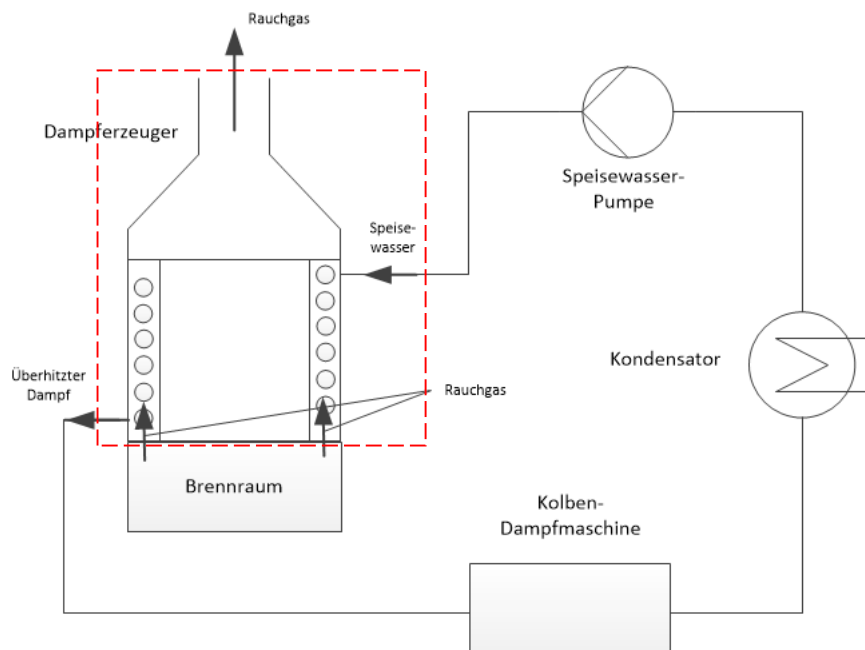 Rauchgas
Dampferzeuger
Speisewasser-
Pumpe
Speise-
wasser
Kondensator
Überhitzter
Dampf
Rauchgas
Brennraum
Kolben-
Dampfmaschine